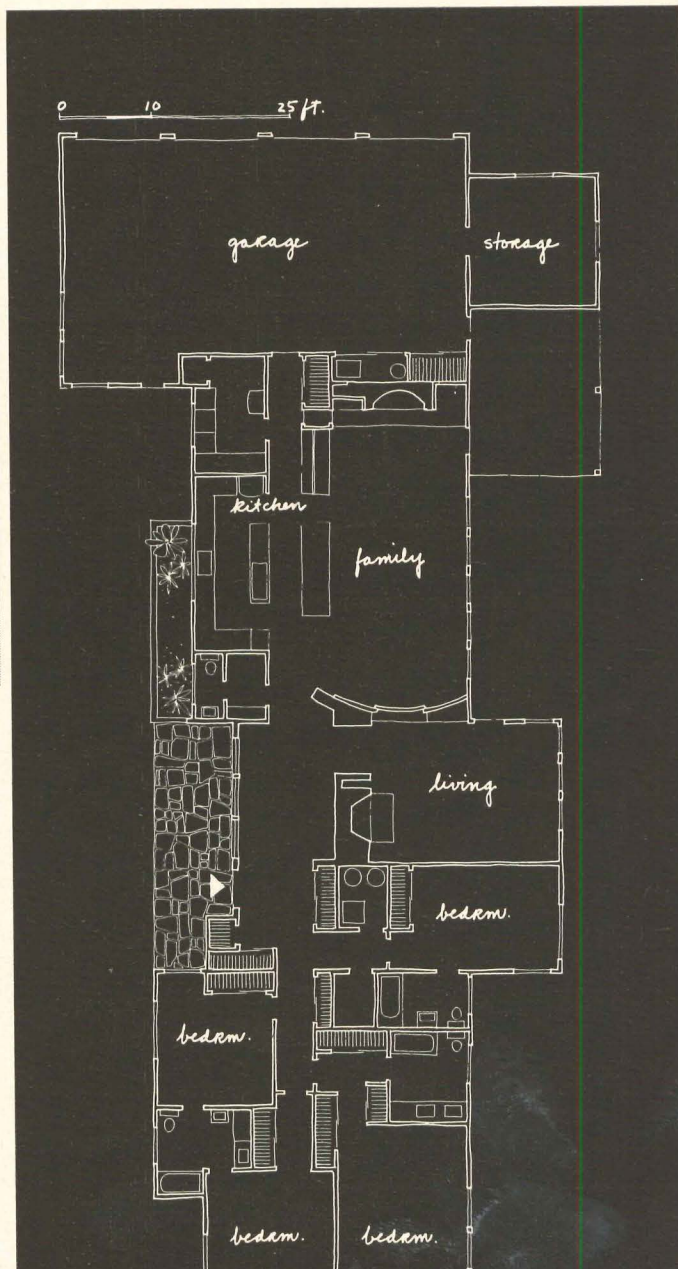 0 10 25 ft.
garage
storage
kitchen
family
living
bedrm.
bedrm.
bedrm.
bedrm.